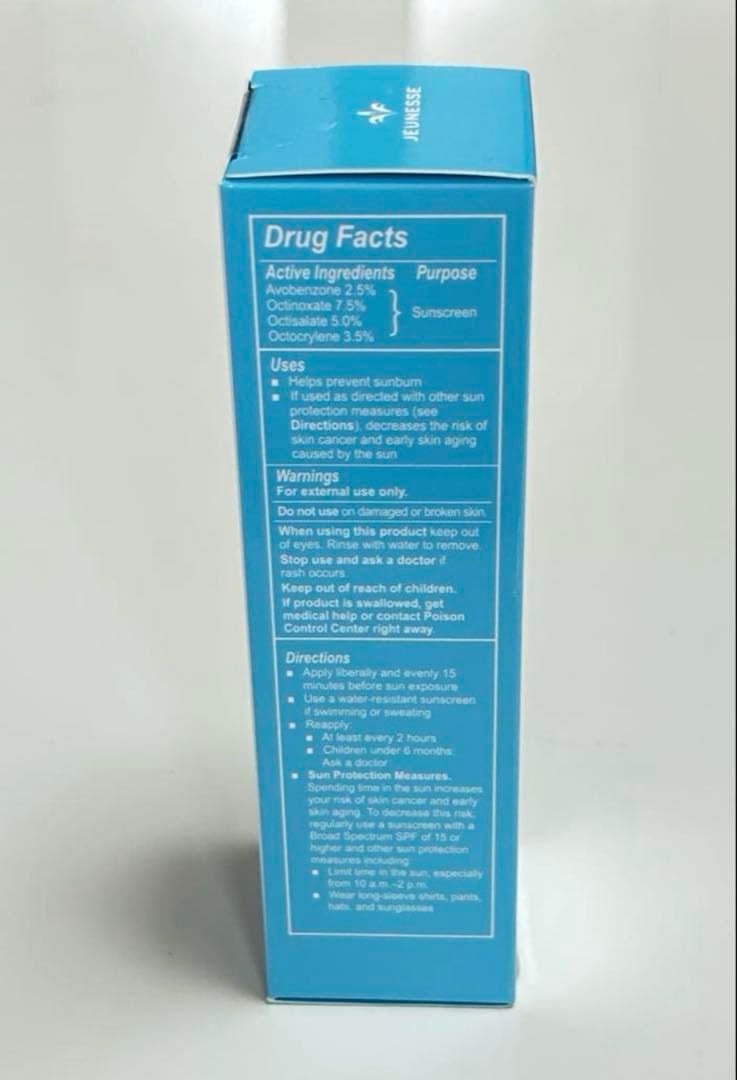 JEUNESSE
Drug Facts
Active Ingredients Purpose
Avobenzone 2.5%
Octinoxate 7.5%
Octisalate 5.0%
Octocrylene 3.5%
Sunscreen
Uses
▪ Helps prevent sunburn
▪ If used as directed with other sun
protection measures (see
Directions), decreases the risk of
skin cancer and early skin aging
caused by the sun
Warnings
For external use only.
Do not use on damaged or broken skin.
When using this product keep out
of eyes. Rinse with water to remove.
Stop use and ask a doctor if
rash occurs.
Keep out of reach of children.
If product is swallowed, get
medical help or contact Poison
Control Center right away.
Directions
▪ Apply liberally and evenly 15
minutes before sun exposure
▪ Use a water-resistant sunscreen
if swimming or sweating
▪ Reapply:
▪ At least every 2 hours
▪ Children under 6 months:
Ask a doctor
▪ Sun Protection Measures.
Spending time in the sun increases
your risk of skin cancer and early
skin aging. To decrease this risk,
regularly use a sunscreen with a
Broad Spectrum SPF of 15 or
higher and other sun protection
measures including:
▪ Limit time in the sun, especially
from 10 a.m.-2 p.m.
▪ Wear long-sleeve shirts, pants,
hats, and sunglasses